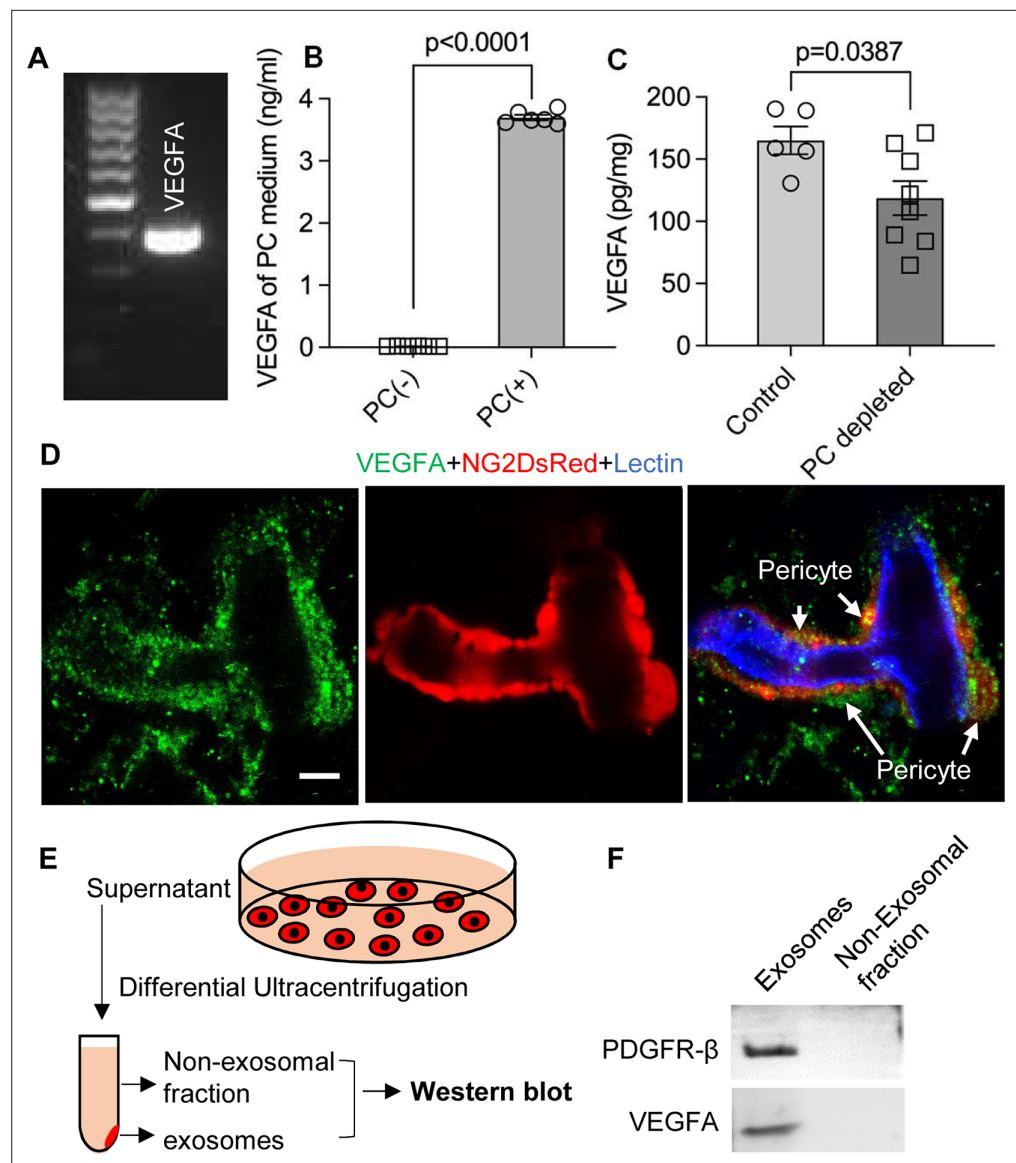 A
VEGFA
B
p<0.0001
VEGFA of PC medium (ng/ml)
4
3
2
1
0
PC(-)
PC(+)
C
p=0.0387
VEGFA (pg/mg)
200
150
100
50
0
Control
PC depleted
D
VEGFA+NG2DsRed+Lectin
Pericyte
Pericyte
E
Supernatant
Differential Ultracentrifugation
Non-exosomal
fraction
exosomes
Western blot
F
Exosomes
Non-Exosomal
fraction
PDGFR-β
VEGFA